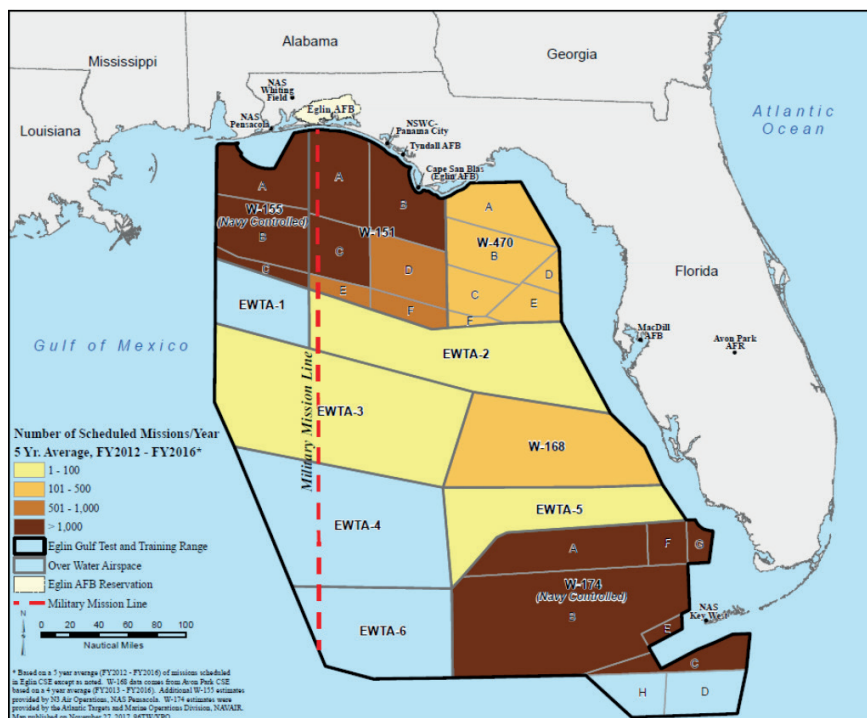 Alabama
Georgia
Mississippi
NAS
Whiting
Field
Eglin AFB
NAS
Pensacola
Louisiana
NSWC-
Panama City
Tyndall AFB
Cape San Blas
(Eglin AFB)
Atlantic
Ocean
A
A
B
W-155
(Navy Controlled)
B
W-151
C
D
C
E
F
A
W-470
B
D
C
E
F
Florida
EWTA-1
Gulf of Mexico
MacDill
AFB
Avon Park
AFR
EWTA-2
EWTA-3
Military Mission Line
W-168
EWTA-4
EWTA-5
A
F
G
W-174
(Navy Controlled)
B
NAS
Key West
E
EWTA-6
C
H
D
Number of Scheduled Missions/Year
5 Yr. Average, FY2012 - FY2016*
1 - 100
101 - 500
501 - 1,000
> 1,000
Eglin Gulf Test and Training Range
Over Water Airspace
Eglin AFB Reservation
Military Mission Line
N
0 20 40 60 80 100
Nautical Miles
* Based on a 5 year average (FY2012 - FY2016) of missions scheduled
in Eglin CSE except as noted. W-168 data comes from Avon Park CSE
based on a 4 year average (FY2013 - FY2016). Additional W-155 estimates
provided by N3 Air Operations, NAS Pensacola. W-174 estimates were
provided by the Atlantic Targets and Marine Operations Division, NAVAIR.
Map published on November 27, 2017,